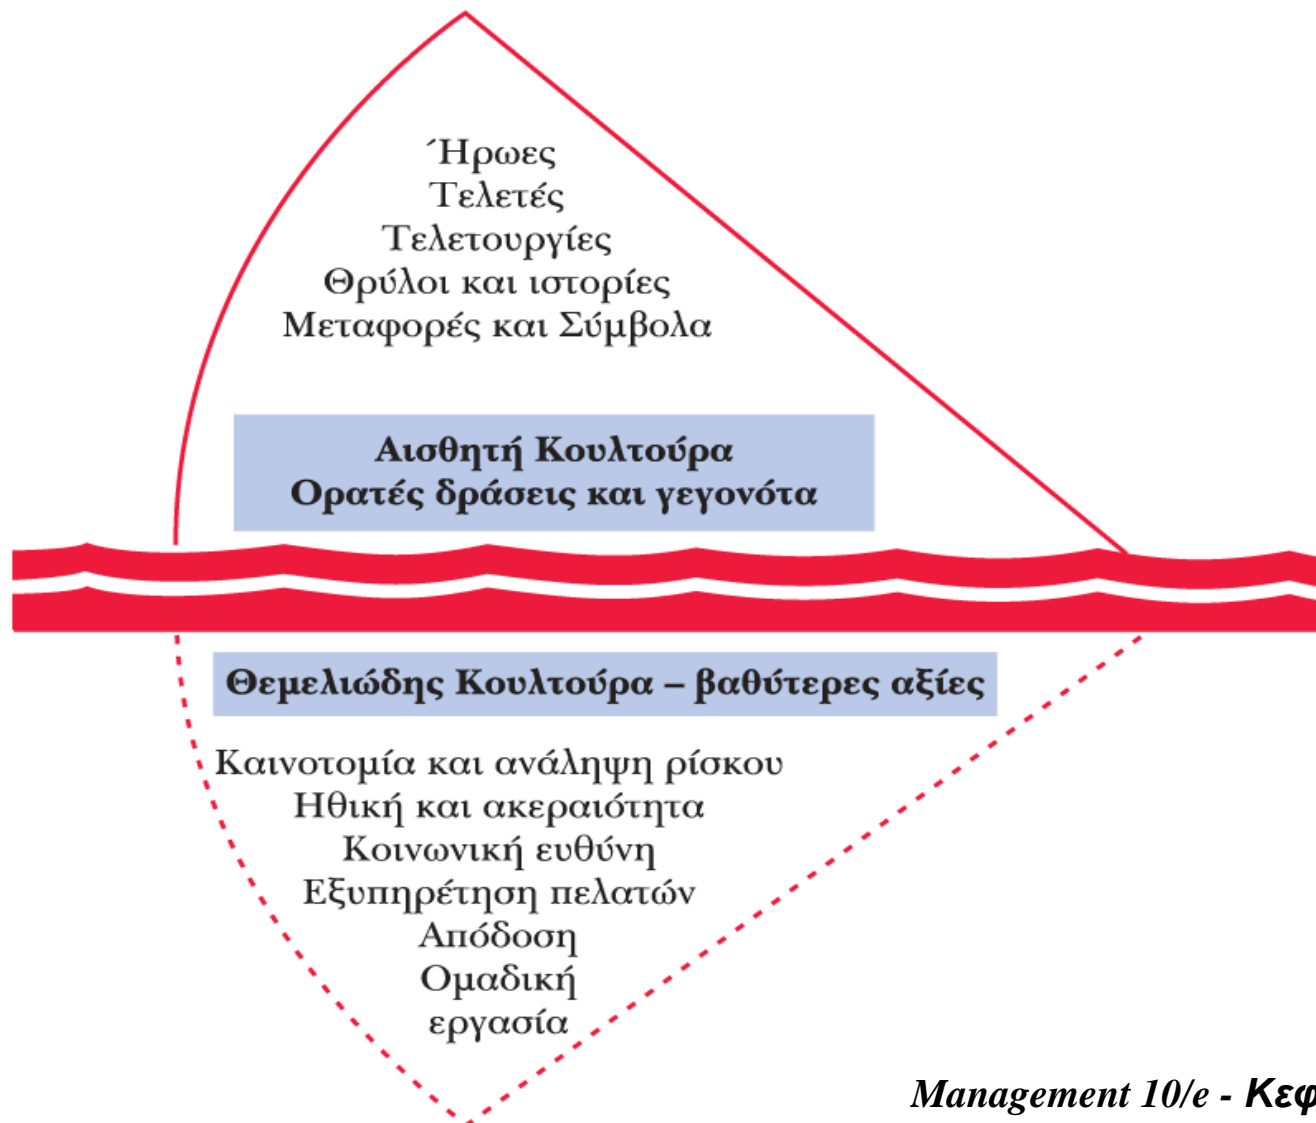 Ήρωες
Τελετές
Τελετουργίες
Θρύλοι και ιστορίες
Μεταφορές και Σύμβολα
Αισθητή Κουλτούρα
Ορατές δράσεις και γεγονότα
Θεμελιώδης Κουλτούρα – βαθύτερες αξίες
Καινοτομία και ανάληψη ρίσκου
Ηθική και ακεραιότητα
Κοινωνική ευθύνη
Εξυπηρέτηση πελατών
Απόδοση
Ομαδική
εργασία
Management 10/e - Κεφ